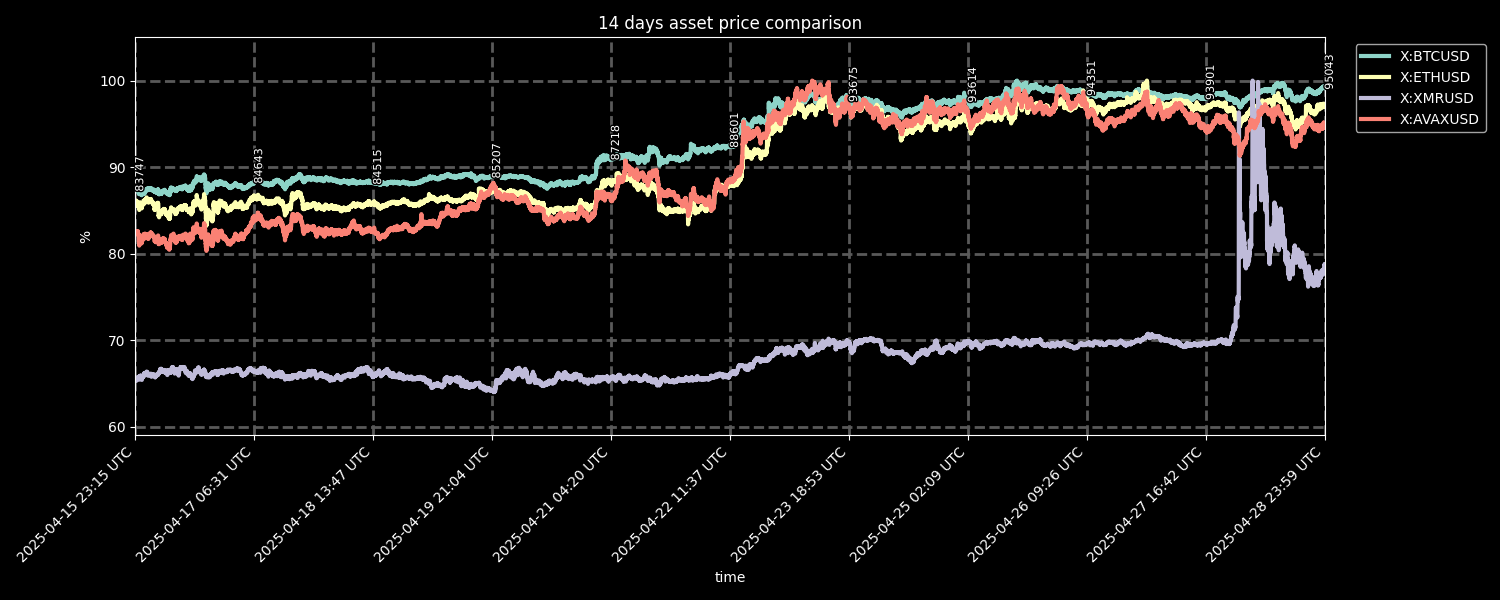 14 days asset price comparison
X:BTCUSD
X:ETHUSD
X:XMRUSD
X:AVAXUSD
100
90
80
70
60
%
83747
84643
84515
85207
87218
88601
93675
93614
94351
93901
95043
2025-04-15 23:15 UTC
2025-04-17 06:31 UTC
2025-04-18 13:47 UTC
2025-04-19 21:04 UTC
2025-04-21 04:20 UTC
2025-04-22 11:37 UTC
2025-04-23 18:53 UTC
2025-04-25 02:09 UTC
2025-04-26 09:26 UTC
2025-04-27 16:42 UTC
2025-04-28 23:59 UTC
time